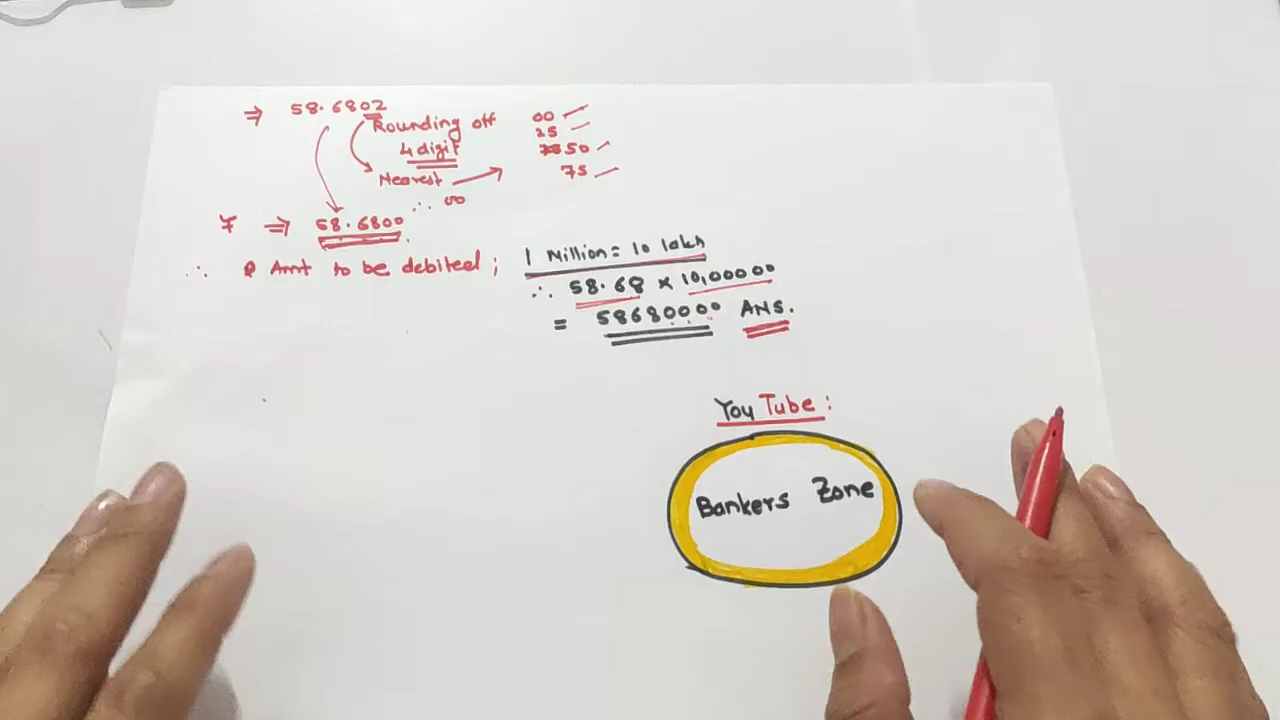 ⇒ 58.6802
Rounding off
4 digit
Nearest
00
25
50
75
∴ 00
⇒ 58.6800
∴ Amt to be debited;
1 Million = 10 lakh
∴ 58.68 × 10,00000
= 58680000 ANS.
YouTube:
Bankers Zone